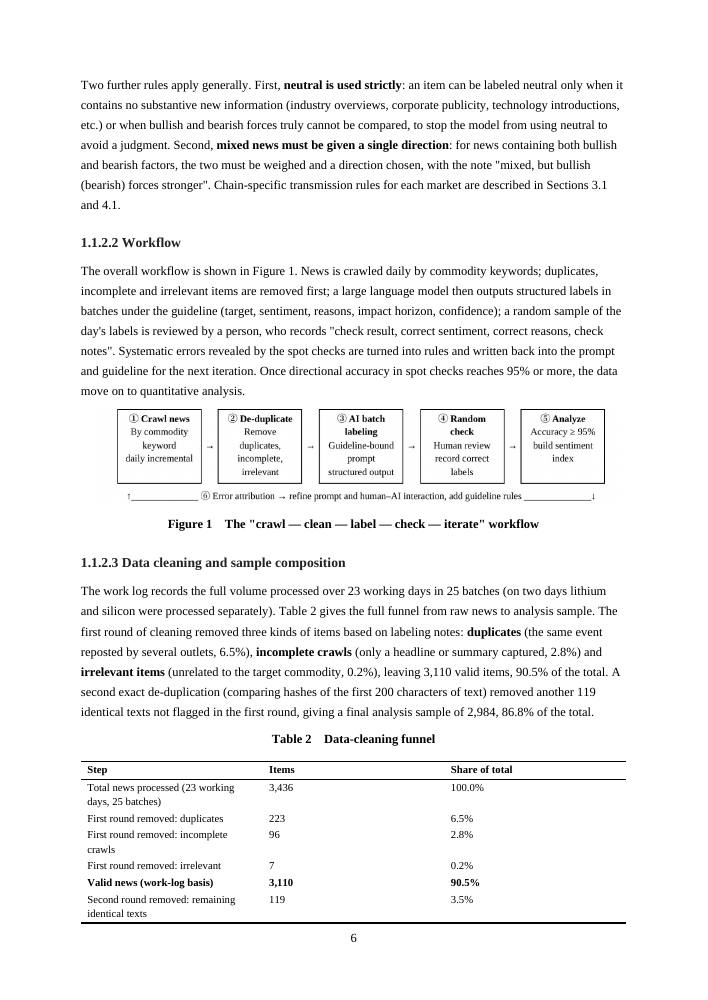 Two further rules apply generally. First, neutral is used strictly: an item can be labeled neutral only when it
contains no substantive new information (industry overviews, corporate publicity, technology introductions,
etc.) or when bullish and bearish forces truly cannot be compared, to stop the model from using neutral to
avoid a judgment. Second, mixed news must be given a single direction: for news containing both bullish
and bearish factors, the two must be weighed and a direction chosen, with the note "mixed, but bullish
(bearish) forces stronger". Chain-specific transmission rules for each market are described in Sections 3.1
and 4.1.
1.1.2.2 Workflow
The overall workflow is shown in Figure 1. News is crawled daily by commodity keywords; duplicates,
incomplete and irrelevant items are removed first; a large language model then outputs structured labels in
batches under the guideline (target, sentiment, reasons, impact horizon, confidence); a random sample of the
day's labels is reviewed by a person, who records "check result, correct sentiment, correct reasons, check
notes". Systematic errors revealed by the spot checks are turned into rules and written back into the prompt
and guideline for the next iteration. Once directional accuracy in spot checks reaches 95% or more, the data
move on to quantitative analysis.
① Crawl news
By commodity
keyword
daily incremental
→
② De-duplicate
Remove
duplicates,
incomplete,
irrelevant
→
③ AI batch
labeling
Guideline-bound
prompt
structured output
→
④ Random
check
Human review
record correct
labels
→
⑤ Analyze
Accuracy ≥ 95%
build sentiment
index
↑______________ ⑥ Error attribution → refine prompt and human–AI interaction, add guideline rules ______________↓
Figure 1 The "crawl — clean — label — check — iterate" workflow
1.1.2.3 Data cleaning and sample composition
The work log records the full volume processed over 23 working days in 25 batches (on two days lithium
and silicon were processed separately). Table 2 gives the full funnel from raw news to analysis sample. The
first round of cleaning removed three kinds of items based on labeling notes: duplicates (the same event
reposted by several outlets, 6.5%), incomplete crawls (only a headline or summary captured, 2.8%) and
irrelevant items (unrelated to the target commodity, 0.2%), leaving 3,110 valid items, 90.5% of the total. A
second exact de-duplication (comparing hashes of the first 200 characters of text) removed another 119
identical texts not flagged in the first round, giving a final analysis sample of 2,984, 86.8% of the total.
Table 2 Data-cleaning funnel
Step Items Share of total
Total news processed (23 working 3,436 100.0%
days, 25 batches)
First round removed: duplicates 223 6.5%
First round removed: incomplete 96 2.8%
crawls
First round removed: irrelevant 7 0.2%
Valid news (work-log basis) 3,110 90.5%
Second round removed: remaining 119 3.5%
identical texts
6